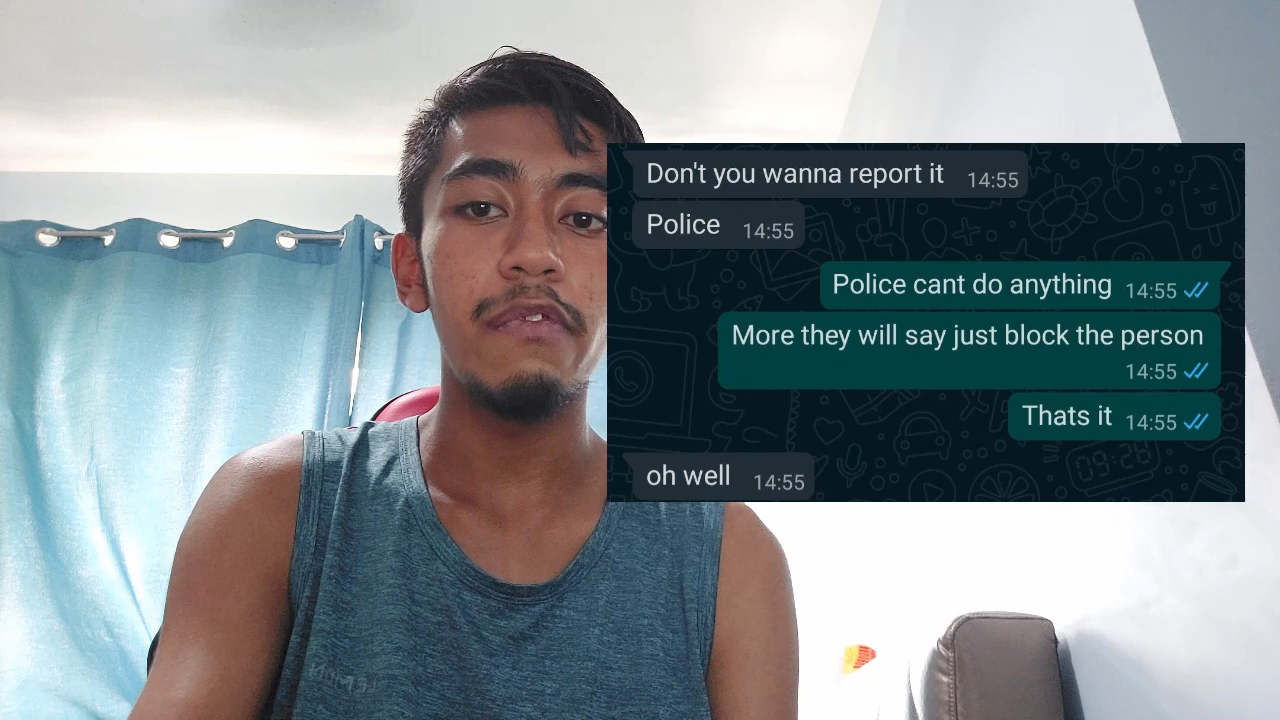 Don't you wanna report it 14:55
Police 14:55
Police cant do anything 14:55
More they will say just block the person
14:55
Thats it 14:55
oh well 14:55